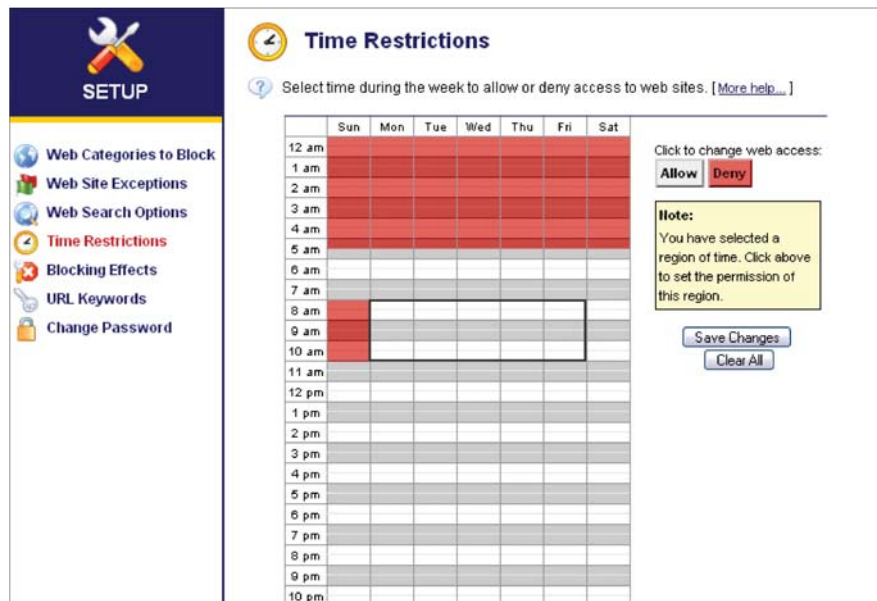 SETUP
Web Categories to Block
Web Site Exceptions
Web Search Options
Time Restrictions
Blocking Effects
URL Keywords
Change Password
Time Restrictions
Select time during the week to allow or deny access to web sites. [More help...]
Sun Mon Tue Wed Thu Fri Sat
12 am
1 am
2 am
3 am
4 am
5 am
6 am
7 am
8 am
9 am
10 am
11 am
12 pm
1 pm
2 pm
3 pm
4 pm
5 pm
6 pm
7 pm
8 pm
9 pm
10 pm
Click to change web access:
Allow Deny
Note:
You have selected a
region of time. Click above
to set the permission of
this region.
Save Changes
Clear All